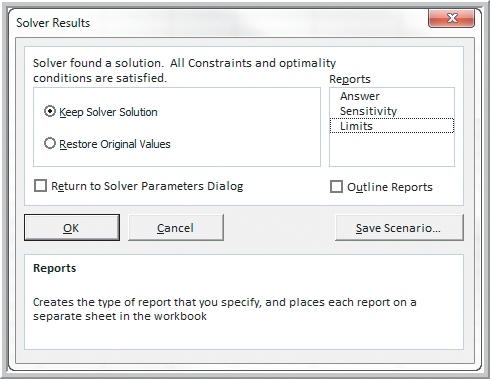 Solver Results
Solver found a solution.  All Constraints and optimality
conditions are satisfied.
Reports
Answer
Sensitivity
Limits
Keep Solver Solution
Restore Original Values
Return to Solver Parameters Dialog
Outline Reports
OK
Cancel
Save Scenario...
Reports
Creates the type of report that you specify, and places each report on a
separate sheet in the workbook